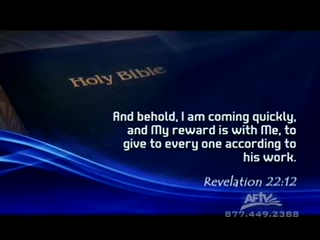 Holy Bible
And behold, I am coming quickly,
and My reward is with Me, to
give to every one according to
his work.
Revelation 22:12
AFtv
877.449.2388